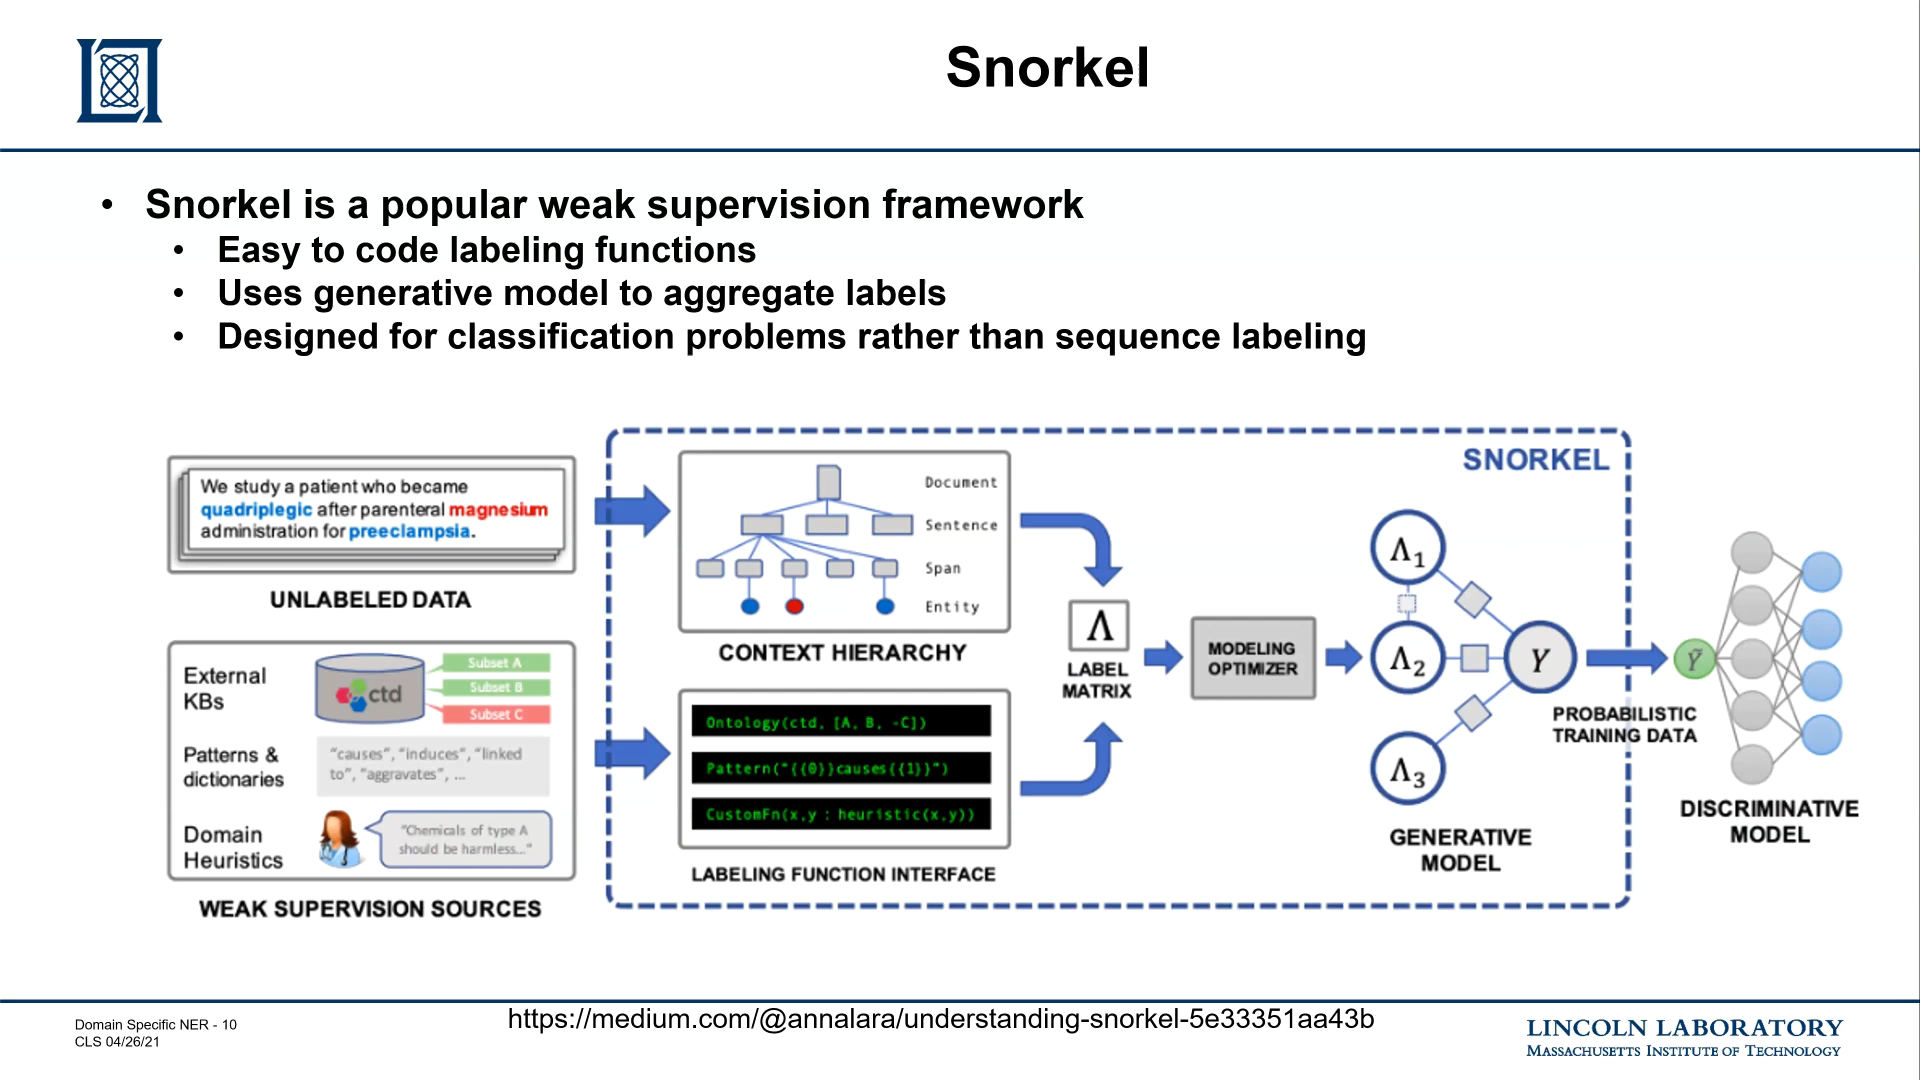 Snorkel
• Snorkel is a popular weak supervision framework
• Easy to code labeling functions
• Uses generative model to aggregate labels
• Designed for classification problems rather than sequence labeling
We study a patient who became
quadriplegic after parenteral magnesium
administration for preeclampsia.
UNLABELED DATA
External
KBs
ctd
Subset A
Subset B
Subset C
Patterns &
dictionaries
“causes”, “induces”, “linked
to”, “aggravates”, ...
Domain
Heuristics
“Chemicals of type A
should be harmless...”
WEAK SUPERVISION SOURCES
SNORKEL
Document
Sentence
Span
Entity
CONTEXT HIERARCHY
Ontology(ctd, [A, B, -C])
Pattern("{{0}}causes{{1}}")
CustomFn(x,y : heuristic(x,y))
LABELING FUNCTION INTERFACE
Λ
LABEL
MATRIX
MODELING
OPTIMIZER
Λ1
Λ2
Λ3
Y
GENERATIVE
MODEL
PROBABILISTIC
TRAINING DATA
Ỹ
DISCRIMINATIVE
MODEL
Domain Specific NER - 10
CLS 04/26/21
https://medium.com/@annalara/understanding-snorkel-5e33351aa43b
LINCOLN LABORATORY
MASSACHUSETTS INSTITUTE OF TECHNOLOGY